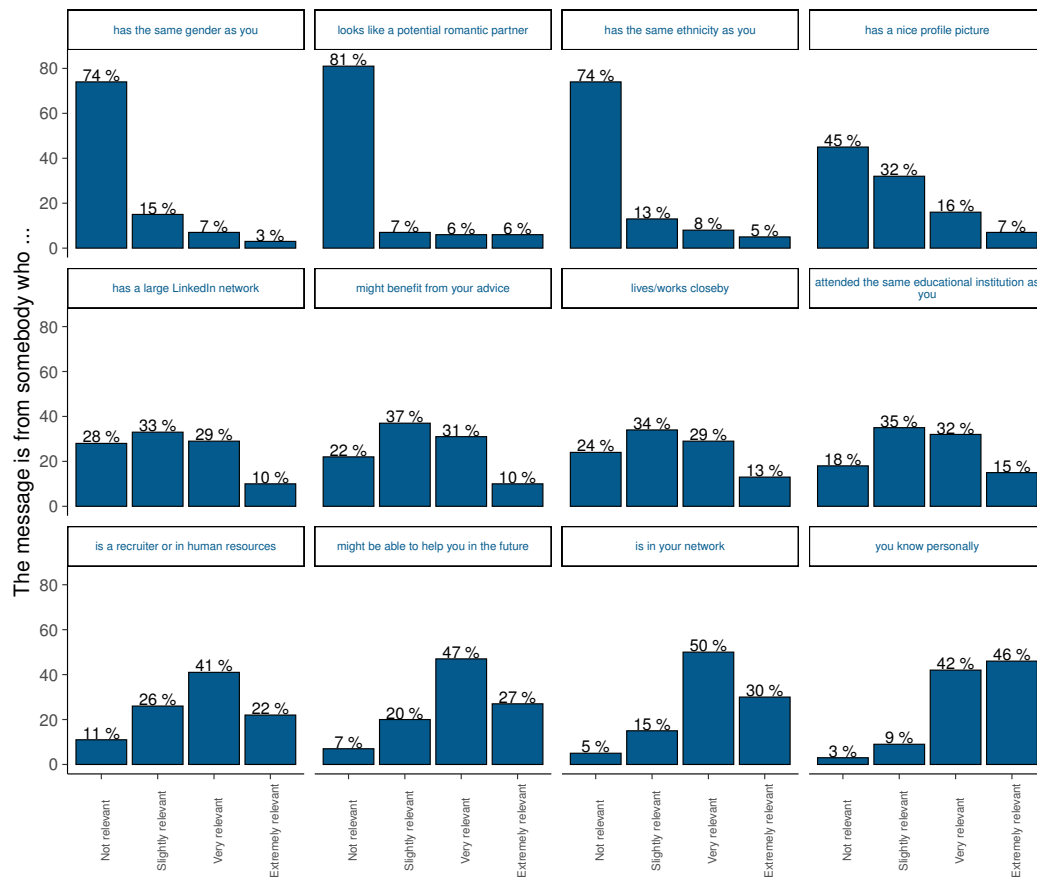 The message is from somebody who ...
has the same gender as you
looks like a potential romantic partner
has the same ethnicity as you
has a nice profile picture
80
60
40
20
0
74 %
15 %
7 %
3 %
81 %
7 %
6 %
6 %
74 %
13 %
8 %
5 %
45 %
32 %
16 %
7 %
has a large LinkedIn network
might benefit from your advice
lives/works closeby
attended the same educational institution as
you
80
60
40
20
0
28 %
33 %
29 %
10 %
22 %
37 %
31 %
10 %
24 %
34 %
29 %
13 %
18 %
35 %
32 %
15 %
is a recruiter or in human resources
might be able to help you in the future
is in your network
you know personally
80
60
40
20
0
11 %
26 %
41 %
22 %
7 %
20 %
47 %
27 %
5 %
15 %
50 %
30 %
3 %
9 %
42 %
46 %
Not relevant
Slightly relevant
Very relevant
Extremely relevant
Not relevant
Slightly relevant
Very relevant
Extremely relevant
Not relevant
Slightly relevant
Very relevant
Extremely relevant
Not relevant
Slightly relevant
Very relevant
Extremely relevant